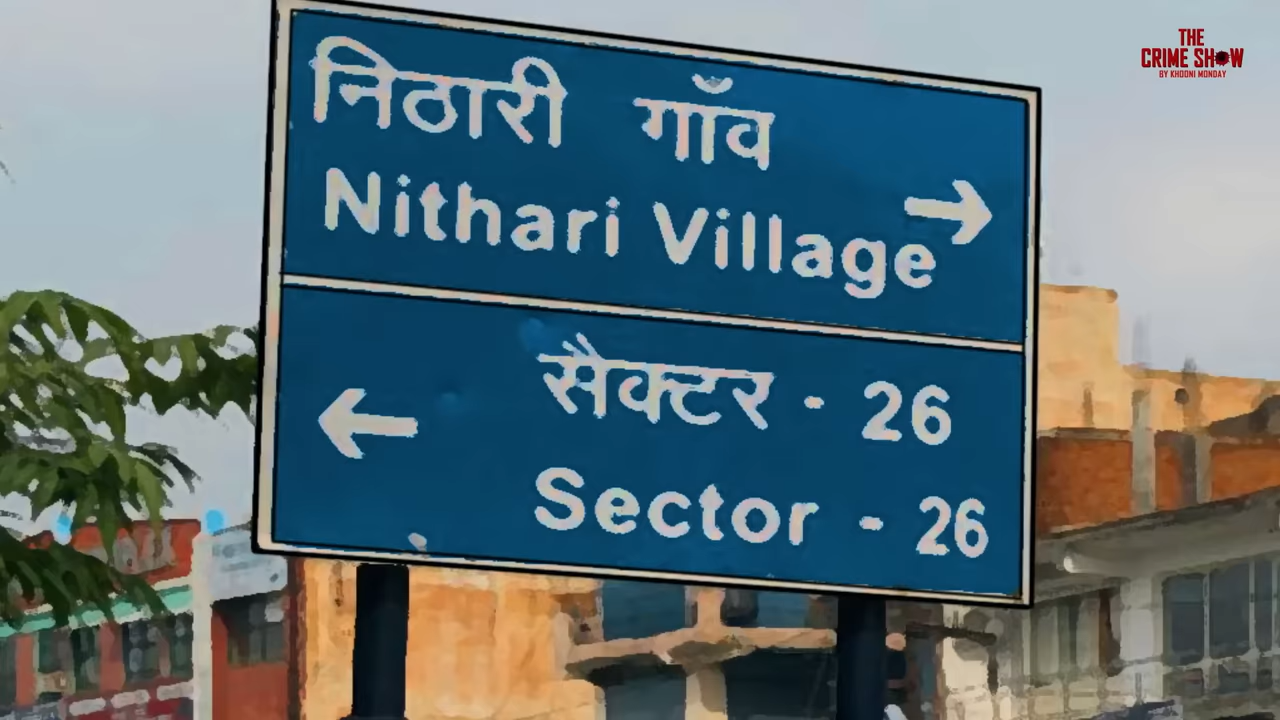 THE
CRIME SHOW
BY KHOONI MONDAY
निठारी गाँव
Nithari Village
सैक्टर - 26
Sector - 26